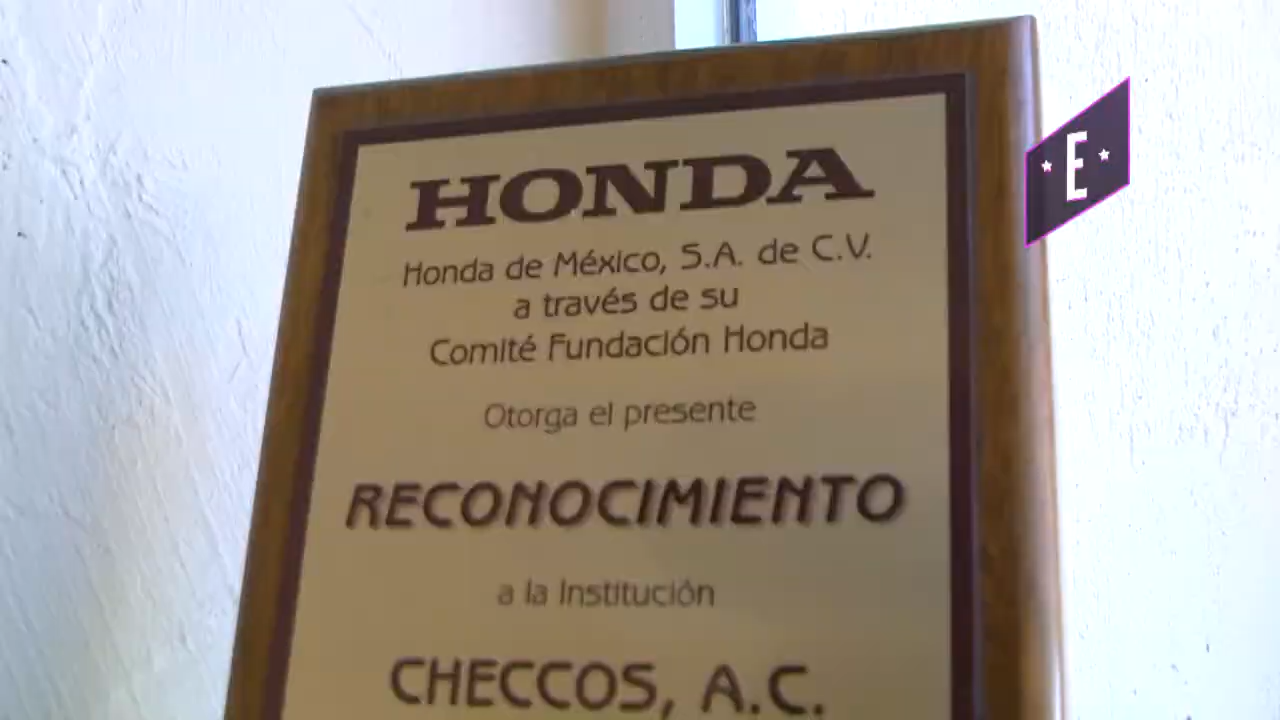 HONDA
Honda de México, S.A. de C.V.
a través de su
Comité Fundación Honda
Otorga el presente
RECONOCIMIENTO
a la Institución
CHECCOS, A.C.
E